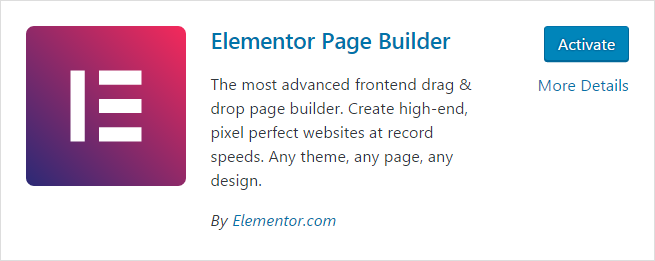 Elementor Page Builder
Activate
More Details
The most advanced frontend drag &
drop page builder. Create high-end,
pixel perfect websites at record
speeds. Any theme, any page, any
design.
By Elementor.com